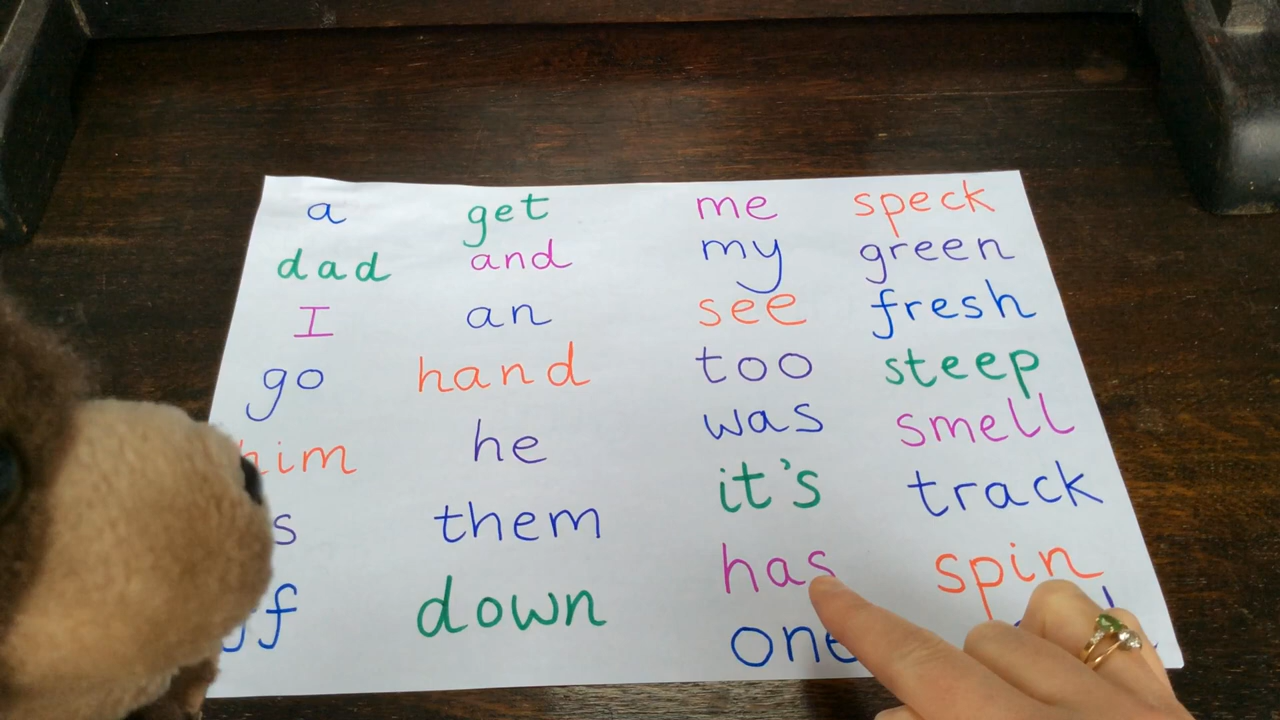 a get me speck
dad and my green
I an see fresh
go hand too steep
him he was smell
them it's track
down has spin
one